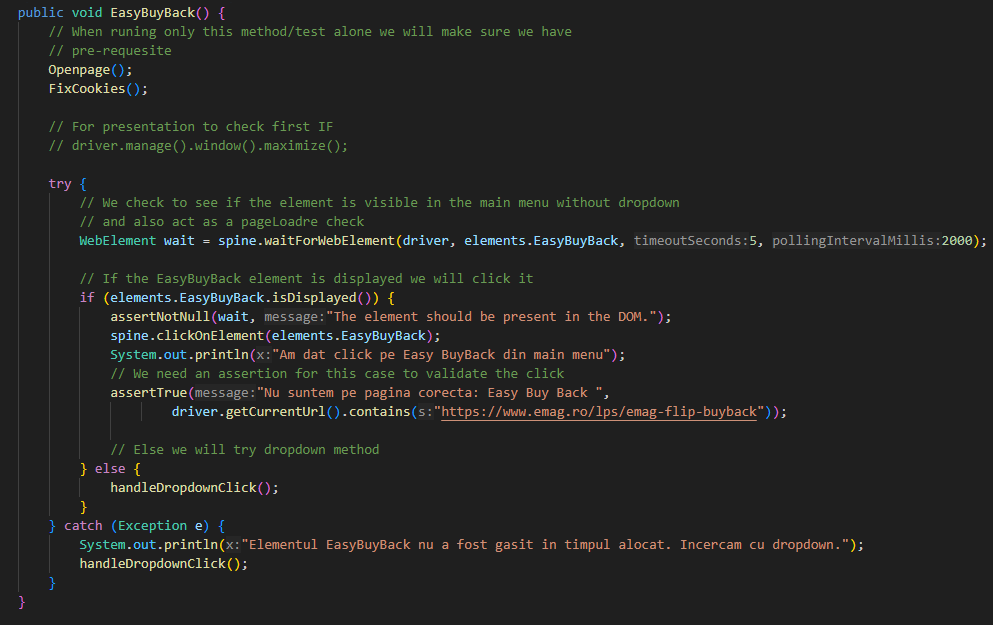 public void EasyBuyBack() {
// When runing only this method/test alone we will make sure we have
// pre-requesite
Openpage();
FixCookies();
// For presentation to check first IF
// driver.manage().window().maximize();
try {
// We check to see if the element is visible in the main menu without dropdown
// and also act as a pageLoadre check
WebElement wait = spine.waitForWebElement(driver, elements.EasyBuyBack, timeoutSeconds:5, pollingIntervalMillis:2000);
// If the EasyBuyBack element is displayed we will click it
if (elements.EasyBuyBack.isDisplayed()) {
assertNotNull(wait, message:"The element should be present in the DOM.");
spine.clickOnElement(elements.EasyBuyBack);
System.out.println(x:"Am dat click pe Easy BuyBack din main menu");
// We need an assertion for this case to validate the click
assertTrue(message:"Nu suntem pe pagina corecta: Easy Buy Back ",
driver.getCurrentUrl().contains(s:"https://www.emag.ro/lps/emag-flip-buyback"));
// Else we will try dropdown method
} else {
handleDropdownClick();
}
} catch (Exception e) {
System.out.println(x:"Elementul EasyBuyBack nu a fost gasit in timpul alocat. Incercam cu dropdown.");
handleDropdownClick();
}
}